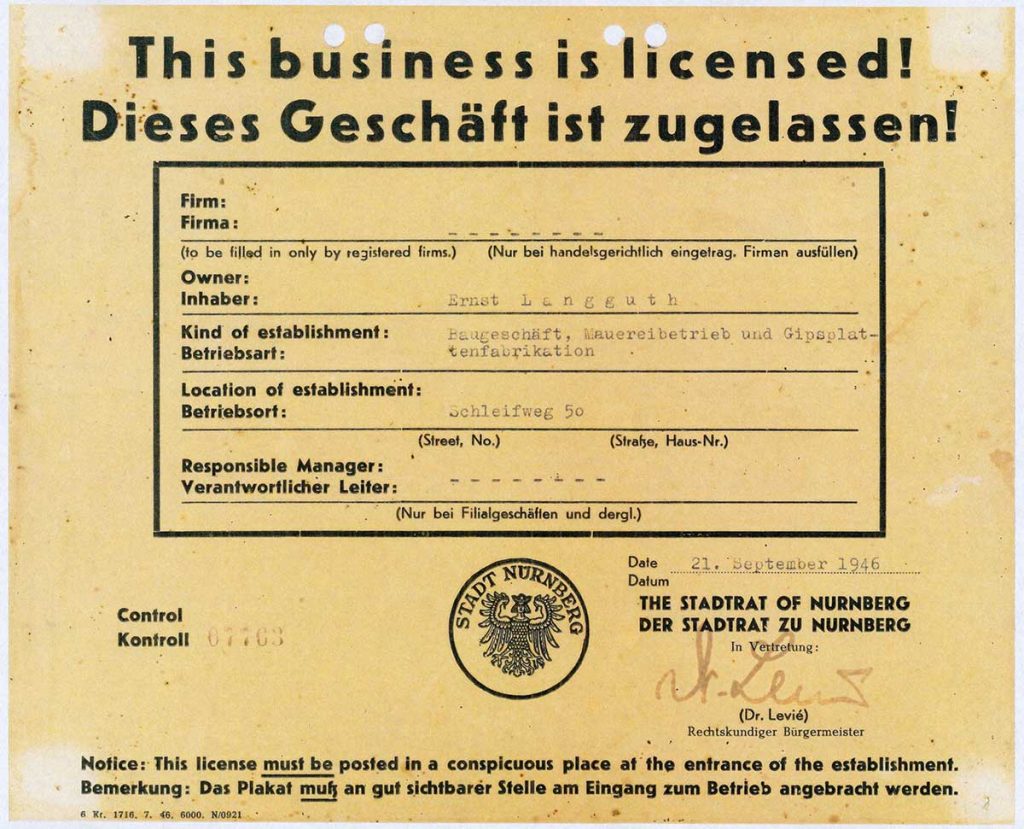 This business is licensed!
Dieses Geschäft ist zugelassen!
Firm:
Firma: - - - - - - - -
(to be filled in only by registered firms.) (Nur bei handelsgerichtlich eingetrag. Firman ausfüllen)
Owner:
Inhaber: Ernst Langguth
Kind of establishment: Baugeschäft, Mauereibetrieb und Gipsplat-
Betriebsart: tenfabrikation
Location of establishment:
Betriebsort: Schleifweg 50
(Street, No.) (Straße, Haus-Nr.)
Responsible Manager:
Verantwortlicher Leiter: - - - - - - - -
(Nur bei Filialgeschäften und dergl.)
Date 21. September 1946
Datum
STADT NÜRNBERG
THE STADTRAT OF NURNBERG
DER STADTRAT ZU NURNBERG
Control
Kontroll 07703
In Vertretung:
(Dr. Levié)
Rechtskundiger Bürgermeister
Notice: This license must be posted in a conspicuous place at the entrance of the establishment.
Bemerkung: Das Plakat muß an gut sichtbarer Stelle am Eingang zum Betrieb angebracht werden.
6 Kr. 1716. 7. 46. 6000. N/0921